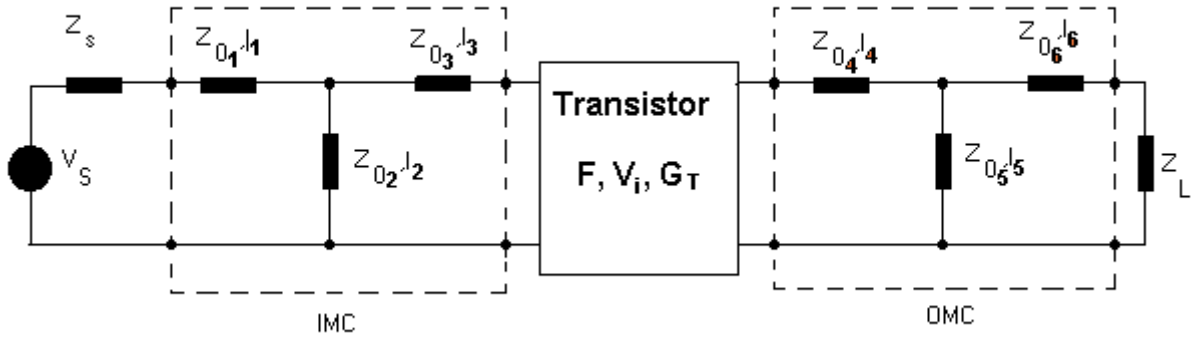 Z_s
Z_{0_1},l_1
Z_{0_3},l_3
Z_{0_4},l_4
Z_{0_6},l_6
Transistor
F, V_i, G_T
V_S
Z_{0_2},l_2
Z_{0_5},l_5
Z_L
IMC
OMC